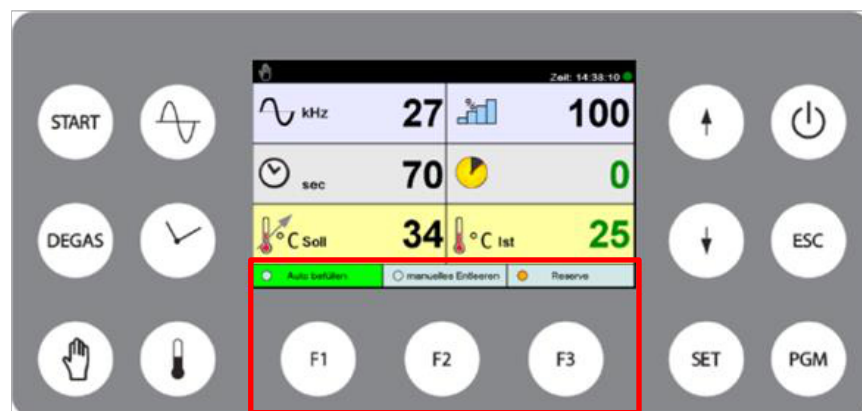 Zeit: 14:38:10
START
kHz 27 % 100
sec 70 0
DEGAS
ESC
°C Soll 34 °C Ist 25
Auto befüllen manuelles Entleeren Reserve
F1 F2 F3 SET PGM